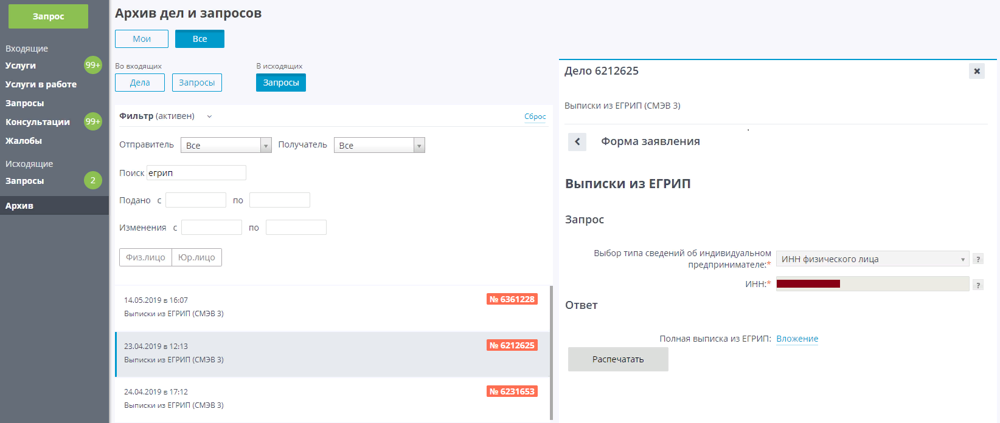 Запрос
Входящие
Услуги 99+
Услуги в работе
Запросы
Консультации 99+
Жалобы
Исходящие
Запросы 2
Архив
Архив дел и запросов
Мои Все
Во входящих В исходящих
Дела Запросы Запросы
Фильтр (активен) Сброс
Отправитель Все Получатель Все
Поиск егрип
Подано с по
Изменения с по
Физ.лицо Юр.лицо
14.05.2019 в 16:07 № 6361228
Выписки из ЕГРИП (СМЭВ 3)
23.04.2019 в 12:13 № 6212625
Выписки из ЕГРИП (СМЭВ 3)
24.04.2019 в 17:12 № 6231653
Выписки из ЕГРИП (СМЭВ 3)
Дело 6212625
Выписки из ЕГРИП (СМЭВ 3)
Форма заявления
Выписки из ЕГРИП
Запрос
Выбор типа сведений об индивидуальном
предпринимателе:* ИНН физического лица ?
ИНН:* ?
Ответ
Полная выписка из ЕГРИП: Вложение
Распечатать